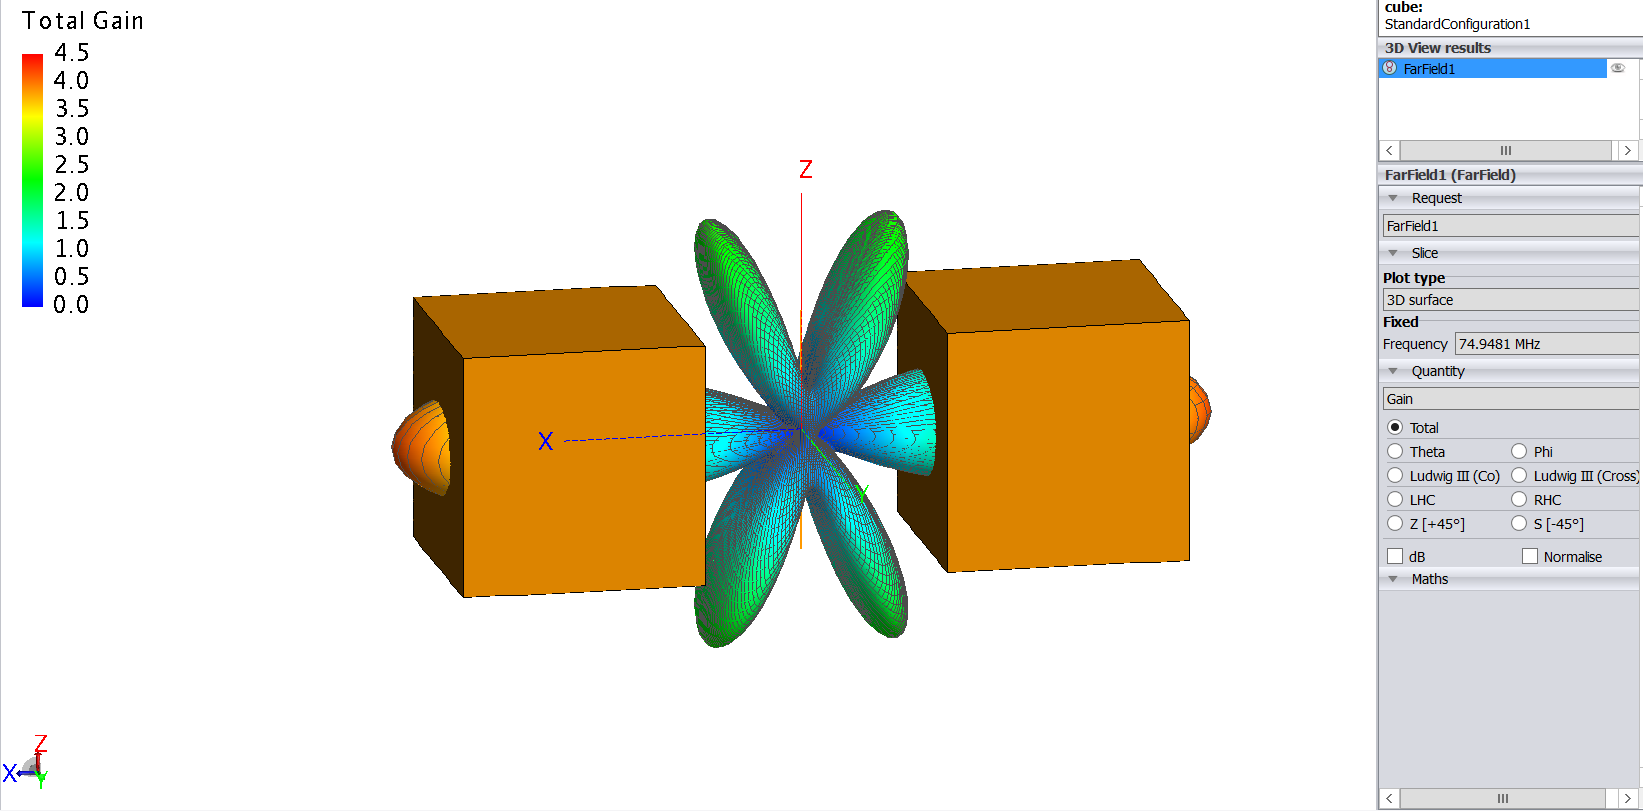 Total Gain
4.5
4.0
3.5
3.0
2.5
2.0
1.5
1.0
0.5
0.0
Z
X
Y
Z
X
Y
cube:
StandardConfiguration1
3D View results
FarField1
FarField1 (FarField)
Request
FarField1
Slice
Plot type
3D surface
Fixed
Frequency 74.9481 MHz
Quantity
Gain
Total
Theta Phi
Ludwig III (Co) Ludwig III (Cross)
LHC RHC
Z [+45°] S [-45°]
dB Normalise
Maths